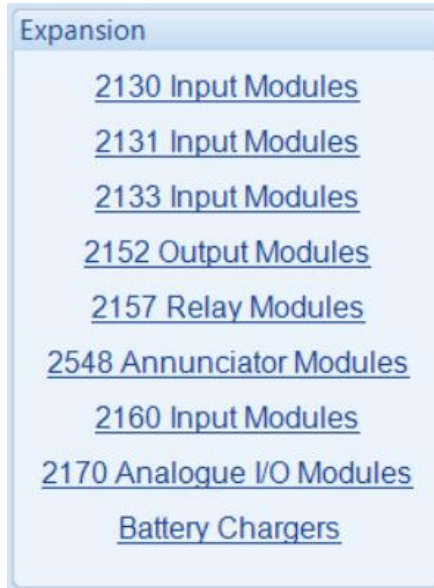 Expansion
2130 Input Modules
2131 Input Modules
2133 Input Modules
2152 Output Modules
2157 Relay Modules
2548 Annunciator Modules
2160 Input Modules
2170 Analogue I/O Modules
Battery Chargers